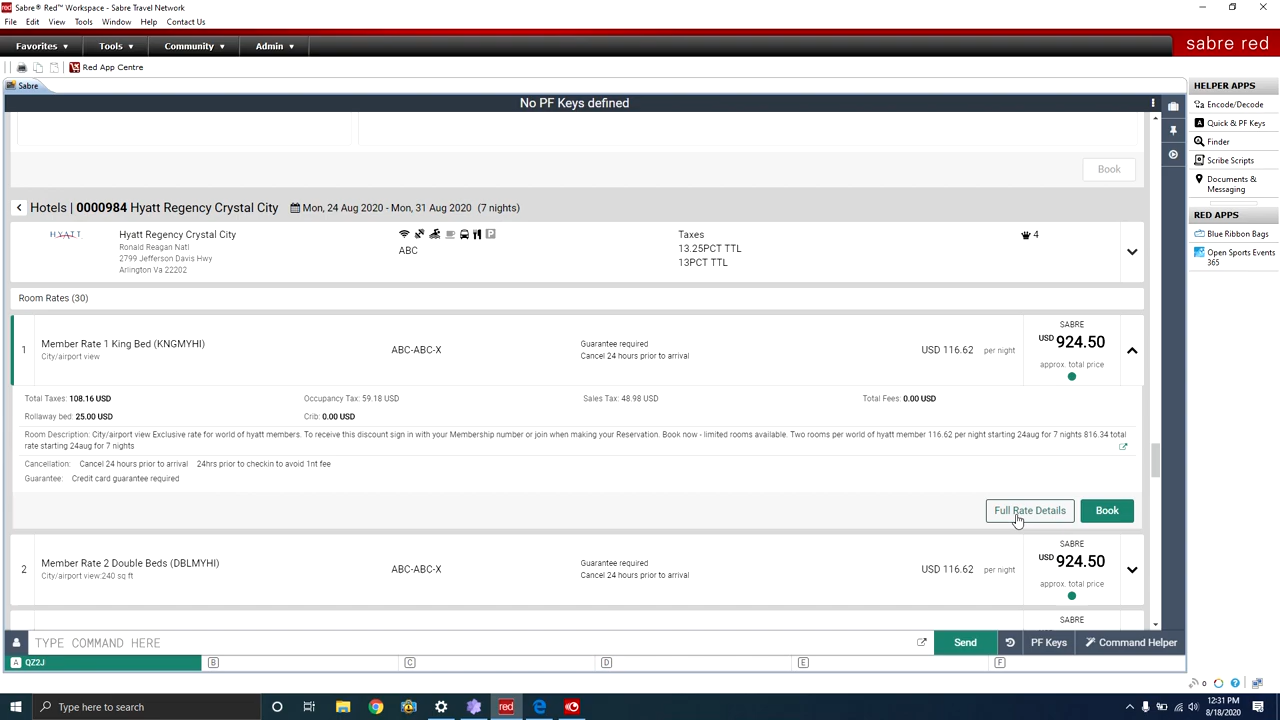 Sabre® Red™ Workspace - Sabre Travel Network
File Edit View Tools Window Help Contact Us
Favorites Tools Community Admin
sabre red
Red App Centre
Sabre
No PF Keys defined
HELPER APPS
Encode/Decode
Quick & PF Keys
Finder
Scribe Scripts
Documents &
Messaging
RED APPS
Blue Ribbon Bags
Open Sports Events
365
Book
Hotels | 0000984 Hyatt Regency Crystal City Mon, 24 Aug 2020 - Mon, 31 Aug 2020 (7 nights)
HYATT
Hyatt Regency Crystal City
Ronald Reagan Natl
2799 Jefferson Davis Hwy
Arlington Va 22202
ABC
Taxes
13.25PCT TTL
13PCT TTL
4
Room Rates (30)
1
Member Rate 1 King Bed (KNGMYHI)
City/airport view
ABC-ABC-X
Guarantee required
Cancel 24 hours prior to arrival
USD 116.62 per night
SABRE
USD 924.50
approx. total price
Total Taxes: 108.16 USD Occupancy Tax: 59.18 USD Sales Tax: 48.98 USD Total Fees: 0.00 USD
Rollaway bed: 25.00 USD Crib: 0.00 USD
Room Description: City/airport view Exclusive rate for world of hyatt members. To receive this discount sign in with your Membership number or join when making your Reservation. Book now - limited rooms available. Two rooms per world of hyatt member 116.62 per night starting 24aug for 7 nights 816.34 total
rate starting 24aug for 7 nights
Cancellation: Cancel 24 hours prior to arrival 24hrs prior to checkin to avoid 1nt fee
Guarantee: Credit card guarantee required
Full Rate Details Book
2
Member Rate 2 Double Beds (DBLMYHI)
City/airport view:240 sq ft
ABC-ABC-X
Guarantee required
Cancel 24 hours prior to arrival
USD 116.62 per night
SABRE
USD 924.50
approx. total price
SABRE
TYPE COMMAND HERE Send PF Keys Command Helper
A QZ2J B C D E F
0
Type here to search
red
12:31 PM
8/18/2020